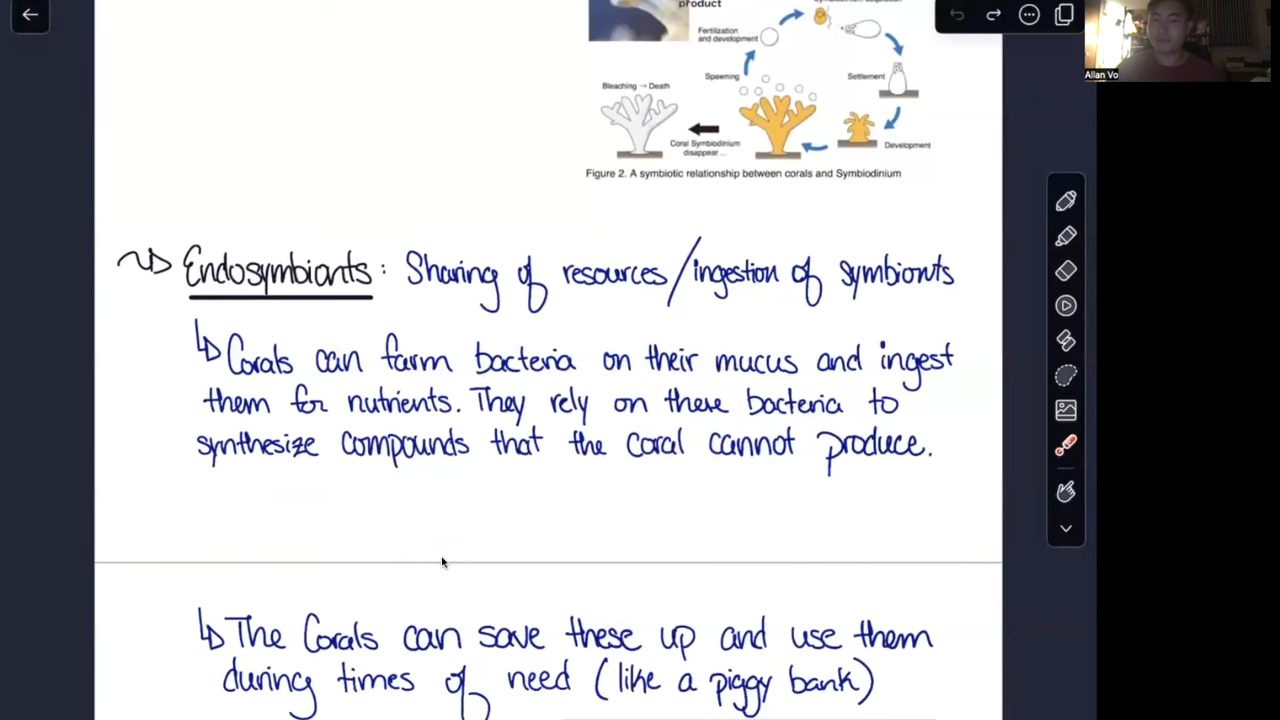 product
Fertilization
and development
Spawning
Settlement
Bleaching → Death
Coral Symbiodinium
disappear ...
Development
Figure 2. A symbiotic relationship between corals and Symbiodinium
Allan Vo
Endosymbionts: Sharing of resources/ingestion of symbionts
Corals can farm bacteria on their mucus and ingest
them for nutrients. They rely on these bacteria to
synthesize compounds that the coral cannot produce.
The Corals can save these up and use them
during times of need (like a piggy bank)